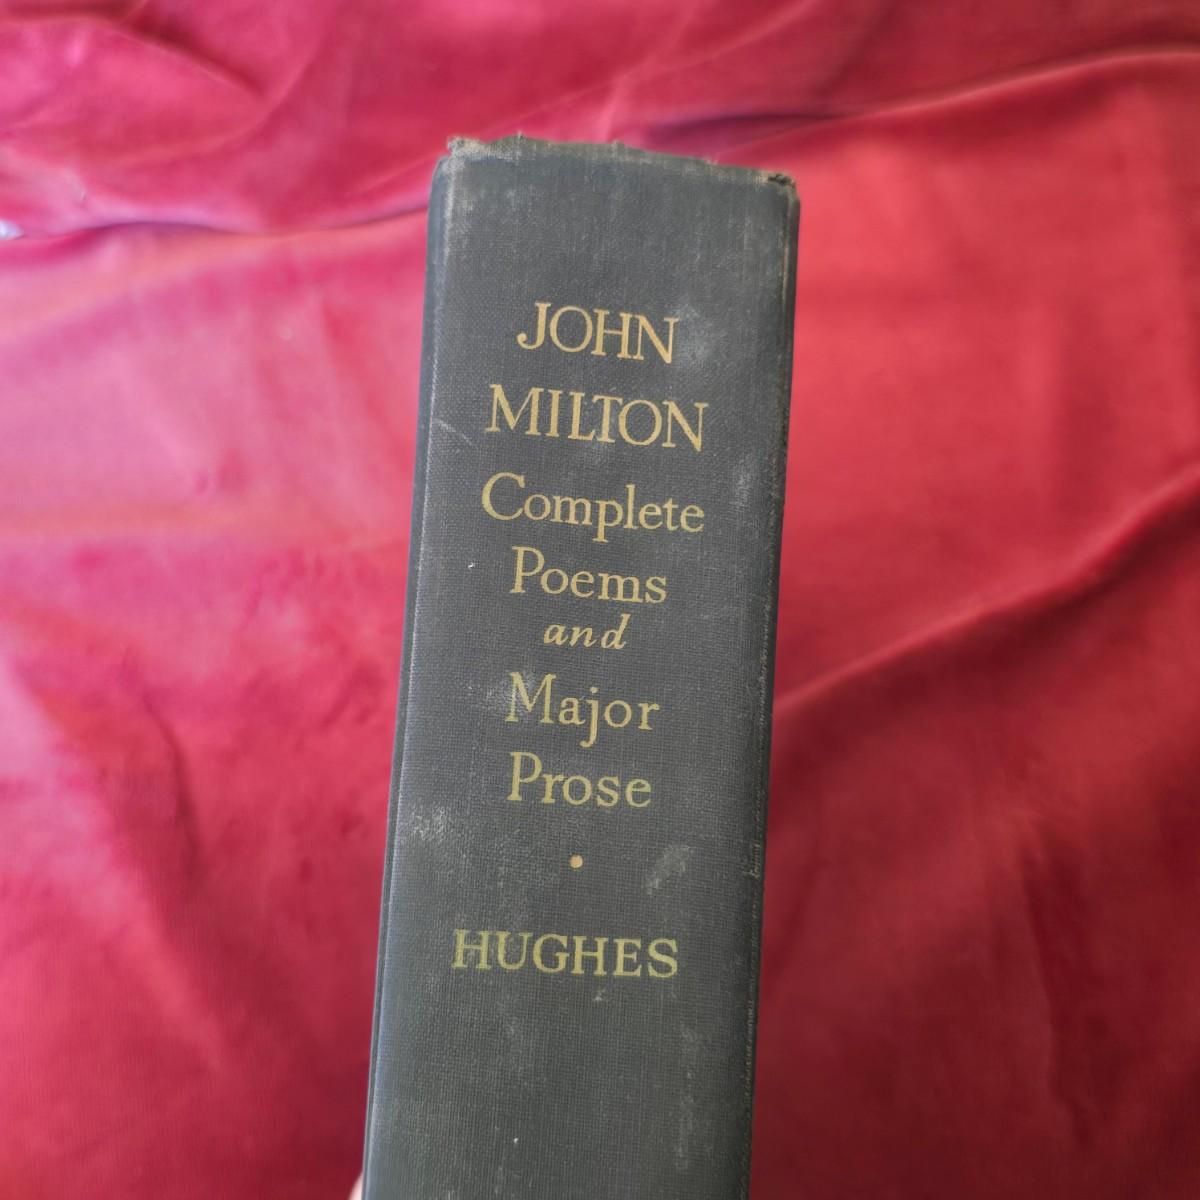 JOHN
MILTON
Complete
Poems
and
Major
Prose
•
HUGHES